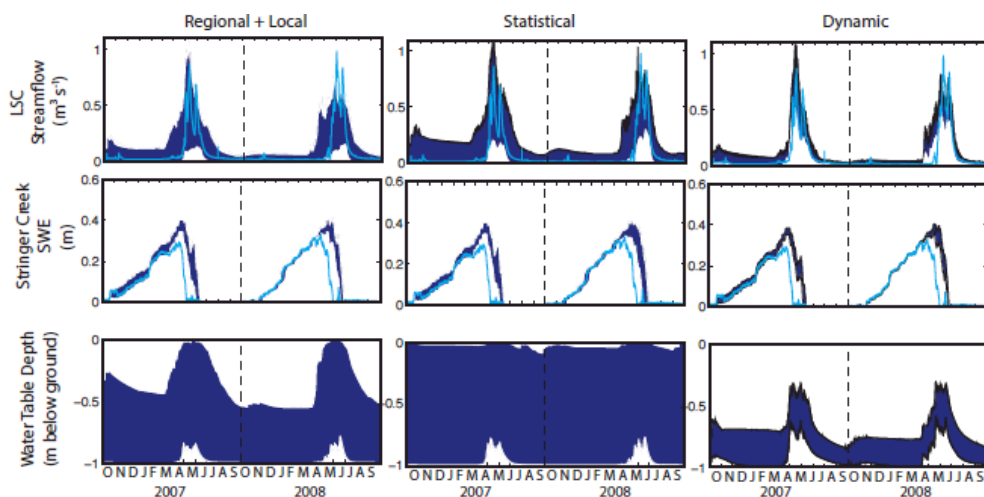 Regional + Local
Statistical
Dynamic
LSC
Streamflow
(m³ s⁻¹)
1
0.5
0
1
0.5
0
1
0.5
0
Stringer Creek
SWE
(m)
0.6
0.4
0.2
0
0.6
0.4
0.2
0
0.6
0.4
0.2
0
Water Table Depth
(m below ground)
0
−0.5
−1
0
−0.5
−1
0
−0.5
−1
O N D J F M A M J J A S O N D J F M A M J J A S
O N D J F M A M J J A S O N D J F M A M J J A S
O N D J F M A M J J A S O N D J F M A M J J A S
2007 2008
2007 2008
2007 2008